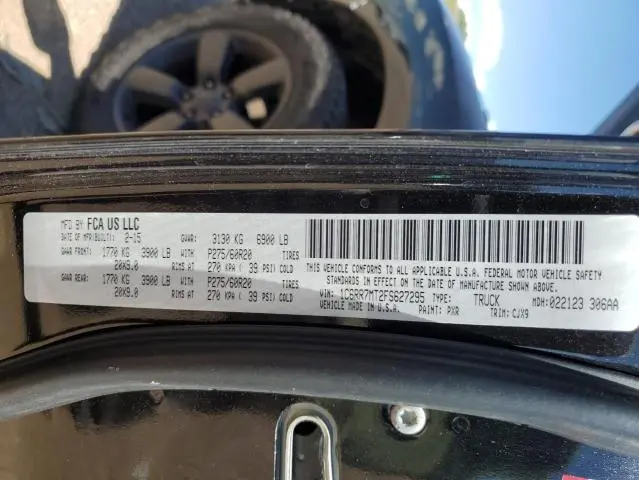 MFD BY FCA US LLC
DATE OF MFR(BUILT): 2-15 GVWR: 3130 KG 6900 LB
GAWR FRONT: 1770 KG 3900 LB WITH P275/60R20 TIRES
20X9.0 RIMS AT 270 KPA ( 39 PSI) COLD
GAWR REAR: 1770 KG 3900 LB WITH P275/60R20 TIRES
20X9.0 RIMS AT 270 KPA ( 39 PSI) COLD
THIS VEHICLE CONFORMS TO ALL APPLICABLE U.S.A. FEDERAL MOTOR VEHICLE SAFETY
STANDARDS IN EFFECT ON THE DATE OF MANUFACTURE SHOWN ABOVE.
VIN: 1C6RR7MT2FS627295 TYPE: TRUCK MDH: 022123 306AA
VEHICLE MADE IN U.S.A. PAINT: PXR TRIM: CJX9